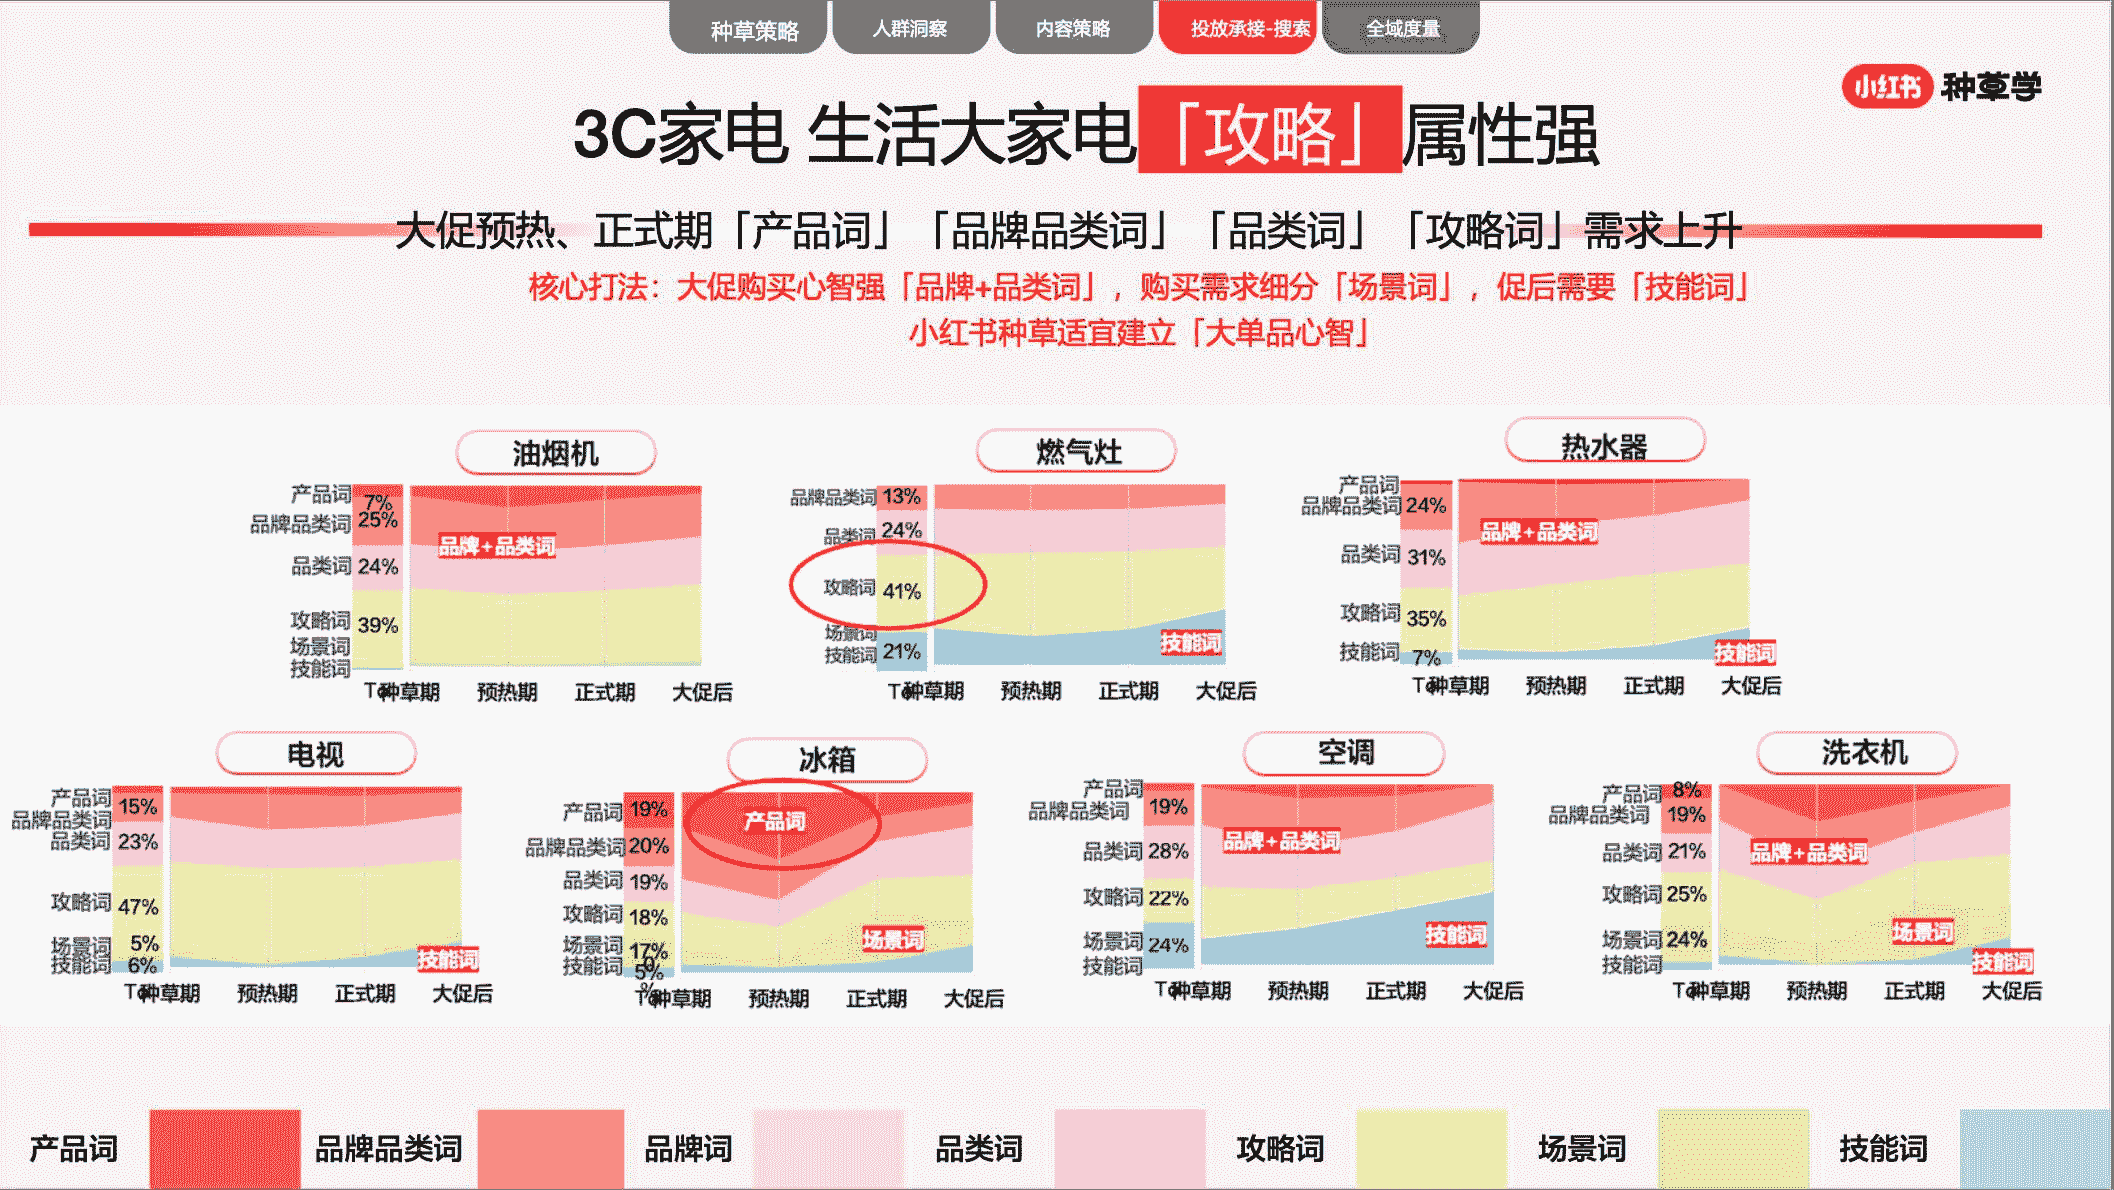 种草策略
人群洞察
内容策略
投放承接-搜索
全域度量
小红书 种草学
3C家电 生活大家电「攻略」属性强
大促预热、正式期「产品词」「品牌品类词」「品类词」「攻略词」需求上升
核心打法：大促购买心智强「品牌+品类词」，购买需求细分「场景词」，促后需要「技能词」
小红书种草适宜建立「大单品心智」
油烟机
产品词 7%
品牌品类词 25%
品牌+品类词
品类词 24%
攻略词 39%
场景词
技能词
种草期 预热期 正式期 大促后
燃气灶
品牌品类词 13%
品类词 24%
攻略词 41%
场景词
技能词 21%
技能词
种草期 预热期 正式期 大促后
热水器
产品词
品牌品类词 24%
品牌+品类词
品类词 31%
攻略词 35%
技能词 7%
技能词
种草期 预热期 正式期 大促后
电视
产品词 15%
品牌品类词
品类词 23%
攻略词 47%
场景词 5%
技能词 6%
技能词
种草期 预热期 正式期 大促后
冰箱
产品词 19%
产品词
品牌品类词 20%
品类词 19%
攻略词 18%
场景词 17%
场景词
技能词 5%
种草期 预热期 正式期 大促后
空调
产品词
品牌品类词 19%
品牌+品类词
品类词 28%
攻略词 22%
场景词 24%
技能词
技能词
种草期 预热期 正式期 大促后
洗衣机
产品词 8%
品牌品类词 19%
品牌+品类词
品类词 21%
攻略词 25%
场景词 24%
场景词
技能词
技能词
种草期 预热期 正式期 大促后
产品词 品牌品类词 品牌词 品类词 攻略词 场景词 技能词